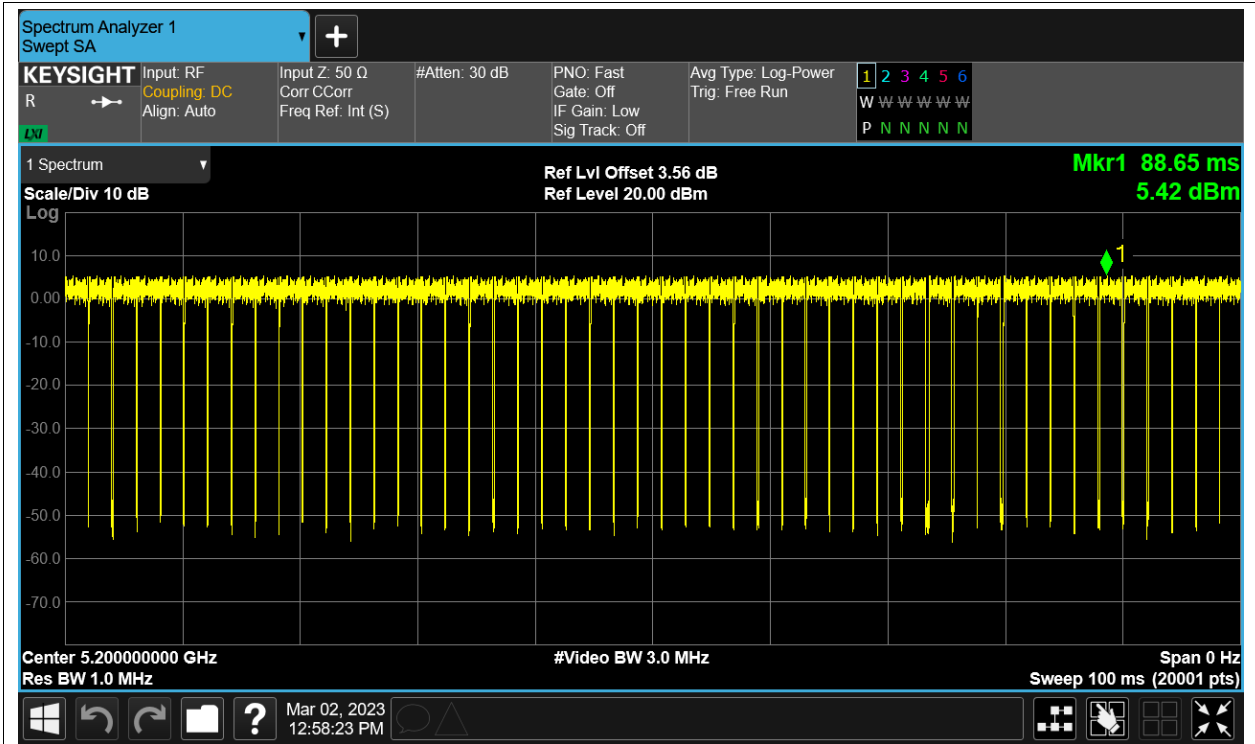 Spectrum Analyzer 1
Swept SA
KEYSIGHT
R
LXI
Input: RF
Coupling: DC
Align: Auto
Input Z: 50 Ω
Corr CCorr
Freq Ref: Int (S)
#Atten: 30 dB
PNO: Fast
Gate: Off
IF Gain: Low
Sig Track: Off
Avg Type: Log-Power
Trig: Free Run
1 2 3 4 5 6
W W W W W W
P N N N N N
1 Spectrum
Scale/Div 10 dB
Log
Ref Lvl Offset 3.56 dB
Ref Level 20.00 dBm
Mkr1 88.65 ms
5.42 dBm
1
10.0
0.00
-10.0
-20.0
-30.0
-40.0
-50.0
-60.0
-70.0
Center 5.200000000 GHz
#Video BW 3.0 MHz
Span 0 Hz
Res BW 1.0 MHz
Sweep 100 ms (20001 pts)
?
Mar 02, 2023
12:58:23 PM